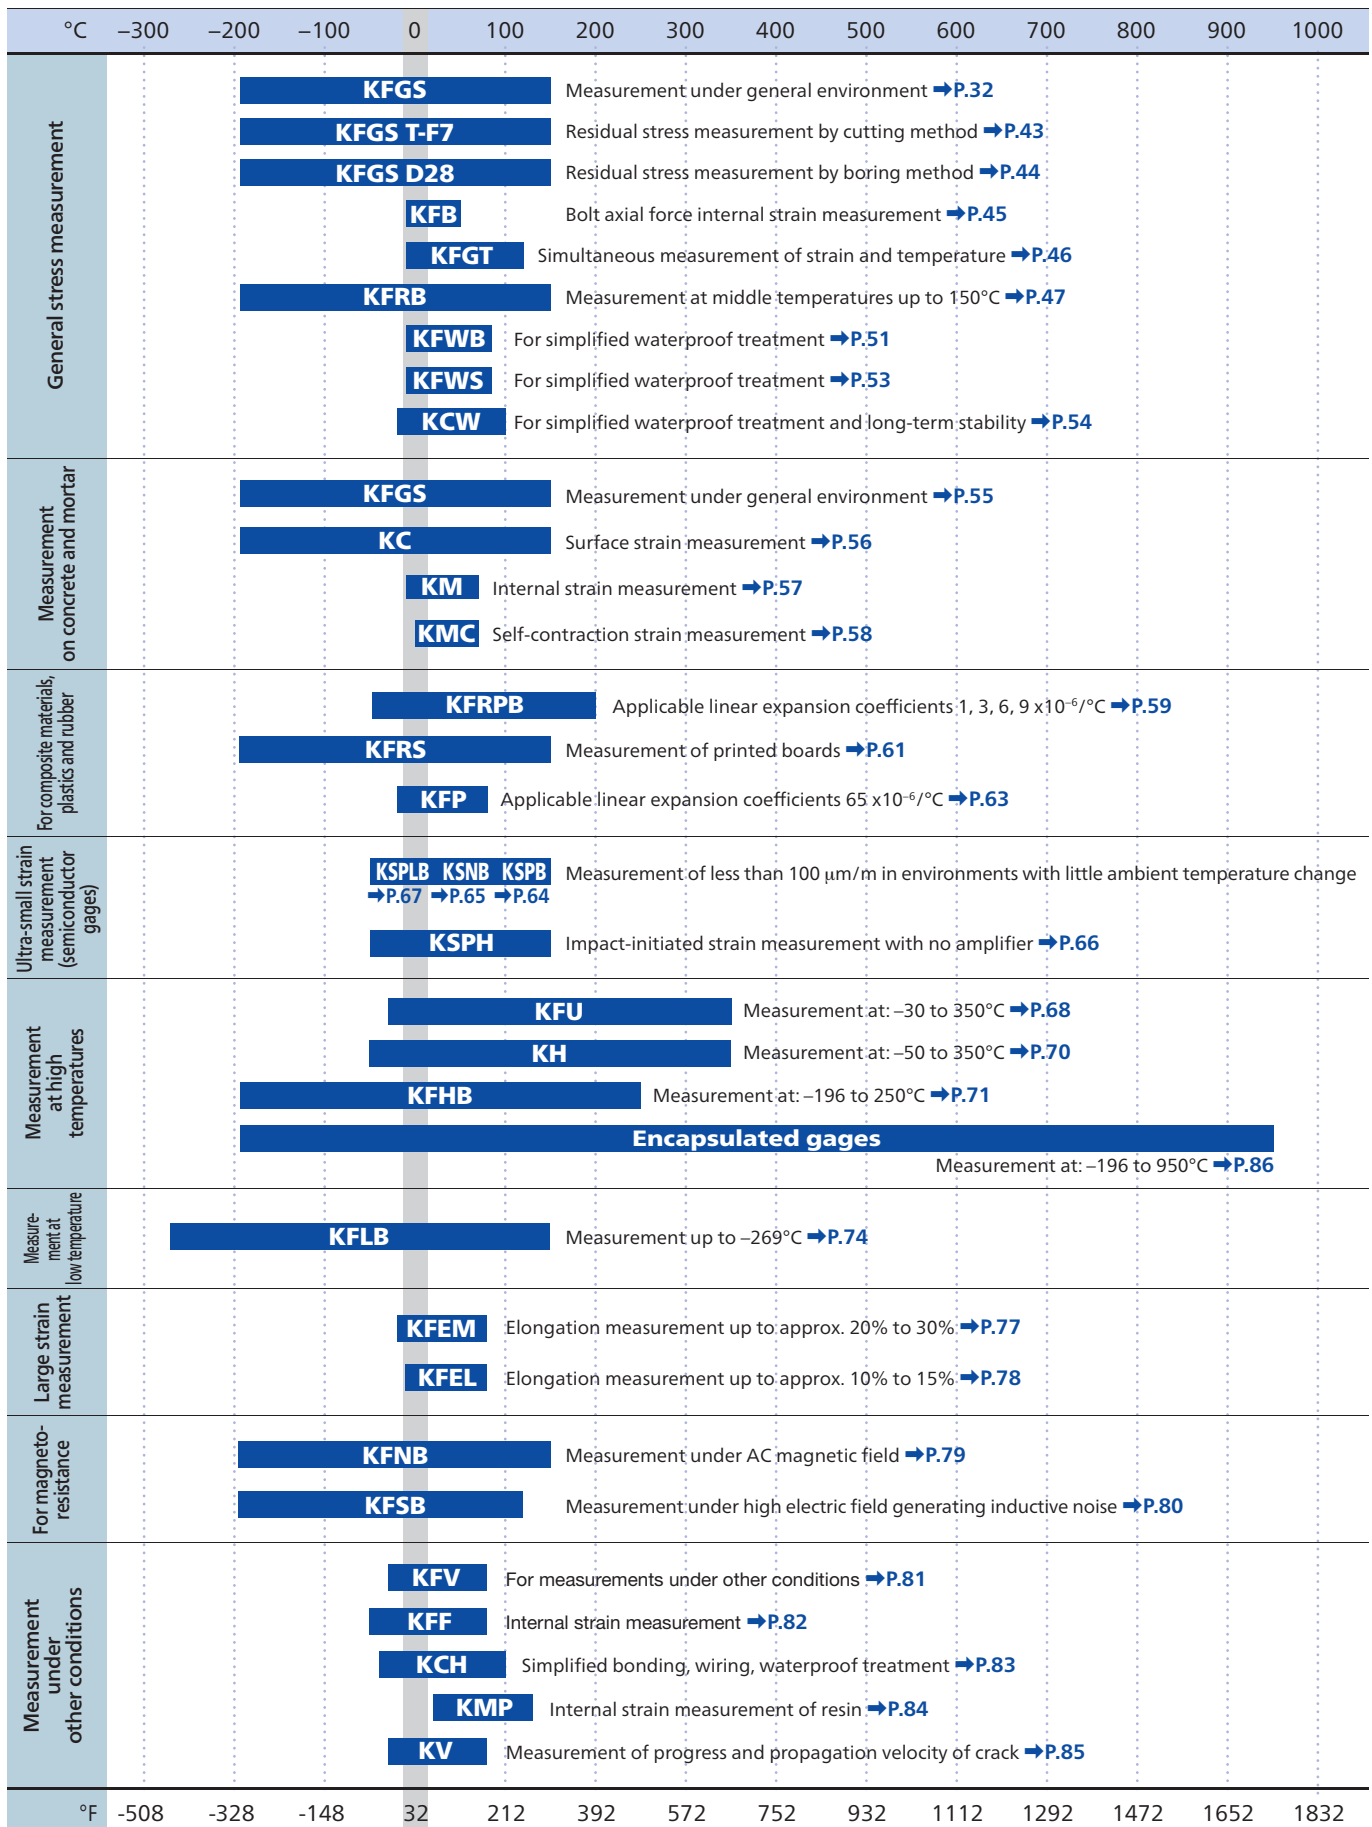 °C −300 −200 −100 0 100 200 300 400 500 600 700 800 900 1000
General stress measurement
KFGS Measurement under general environment ➡P.32
KFGS T-F7 Residual stress measurement by cutting method ➡P.43
KFGS D28 Residual stress measurement by boring method ➡P.44
KFB Bolt axial force internal strain measurement ➡P.45
KFGT Simultaneous measurement of strain and temperature ➡P.46
KFRB Measurement at middle temperatures up to 150°C ➡P.47
KFWB For simplified waterproof treatment ➡P.51
KFWS For simplified waterproof treatment ➡P.53
KCW For simplified waterproof treatment and long-term stability ➡P.54
Measurement
on concrete and mortar
KFGS Measurement under general environment ➡P.55
KC Surface strain measurement ➡P.56
KM Internal strain measurement ➡P.57
KMC Self-contraction strain measurement ➡P.58
For composite materials,
plastics and rubber
KFRPB Applicable linear expansion coefficients 1, 3, 6, 9 x10⁻⁶/°C ➡P.59
KFRS Measurement of printed boards ➡P.61
KFP Applicable linear expansion coefficients 65 x10⁻⁶/°C ➡P.63
Ultra-small strain
measurement
(semiconductor
gages)
KSPLB KSNB KSPB Measurement of less than 100 μm/m in environments with little ambient temperature change
➡P.67 ➡P.65 ➡P.64
KSPH Impact-initiated strain measurement with no amplifier ➡P.66
Measurement
at high
temperatures
KFU Measurement at: −30 to 350°C ➡P.68
KH Measurement at: −50 to 350°C ➡P.70
KFHB Measurement at: −196 to 250°C ➡P.71
Encapsulated gages
Measurement at: −196 to 950°C ➡P.86
Measure-
ment at
low temperature
KFLB Measurement up to −269°C ➡P.74
Large strain
measurement
KFEM Elongation measurement up to approx. 20% to 30% ➡P.77
KFEL Elongation measurement up to approx. 10% to 15% ➡P.78
For magneto-
resistance
KFNB Measurement under AC magnetic field ➡P.79
KFSB Measurement under high electric field generating inductive noise ➡P.80
Measurement
under
other conditions
KFV For measurements under other conditions ➡P.81
KFF Internal strain measurement ➡P.82
KCH Simplified bonding, wiring, waterproof treatment ➡P.83
KMP Internal strain measurement of resin ➡P.84
KV Measurement of progress and propagation velocity of crack ➡P.85
°F -508 -328 -148 32 212 392 572 752 932 1112 1292 1472 1652 1832